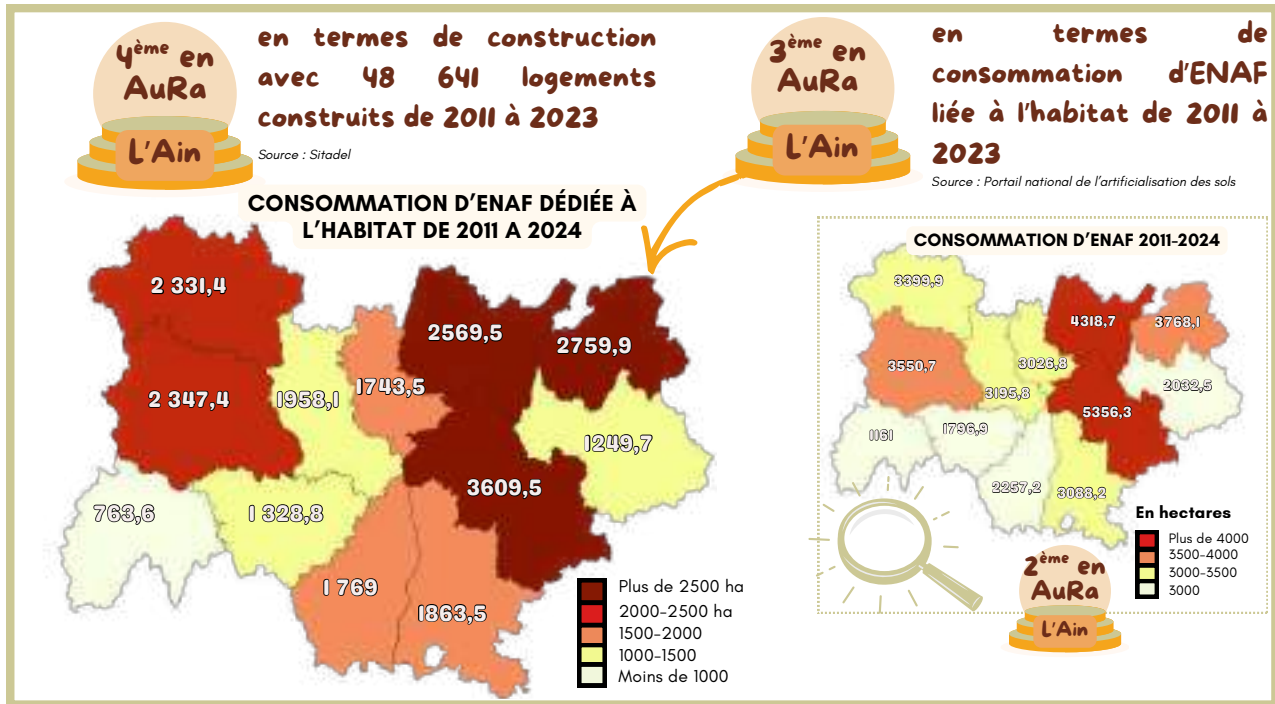 4ème en
AuRa
L'Ain
en termes de construction
avec 48 641 logements
construits de 2011 à 2023
Source : Sitadel
3ème en
AuRa
L'Ain
en termes de
consommation d'ENAF
liée à l'habitat de 2011 à
2023
Source : Portail national de l'artificialisation des sols
CONSOMMATION D'ENAF DÉDIÉE À
L'HABITAT DE 2011 A 2024
2 331,4
2569,5
2759,9
2 347,4
1958,1
1743,5
1249,7
3609,5
763,6
1 328,8
1 769
1863,5
Plus de 2500 ha
2000-2500 ha
1500-2000
1000-1500
Moins de 1000
CONSOMMATION D'ENAF 2011-2024
3399,9
4318,7
3768,1
3550,7
3026,8
3195,8
2032,5
5356,3
1161
1796,9
2257,2
3088,2
En hectares
Plus de 4000
3500-4000
3000-3500
3000
2ème en
AuRa
L'Ain